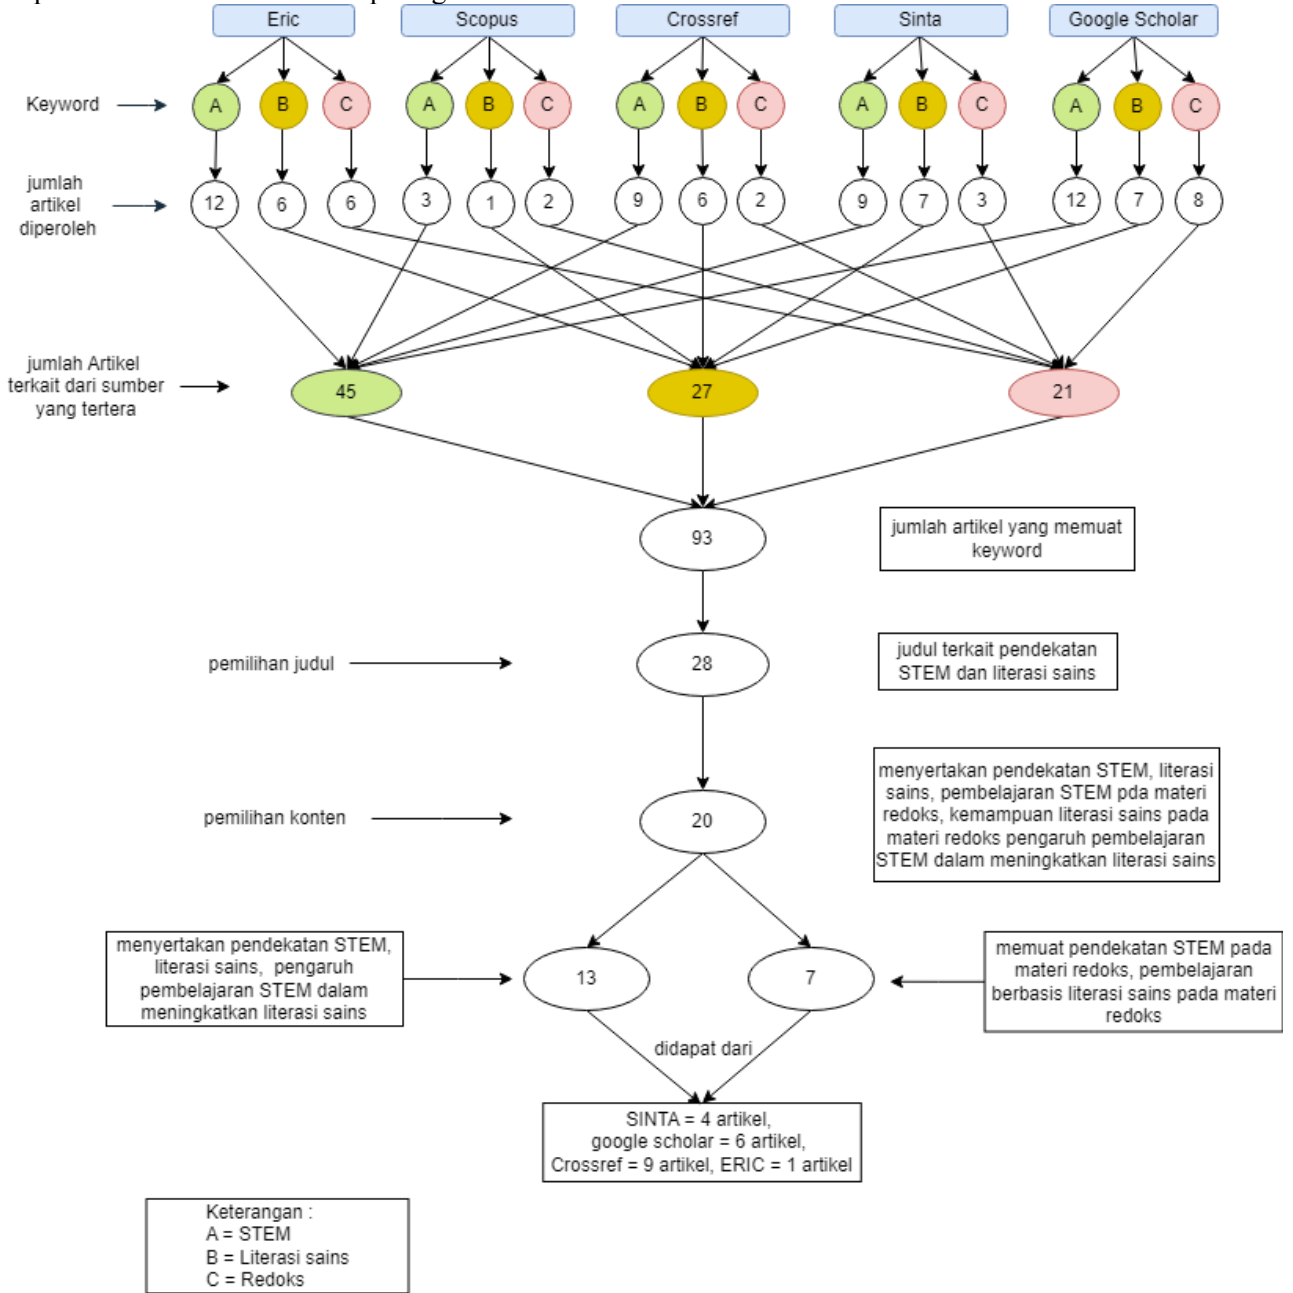 Eric
Scopus
Crossref
Sinta
Google Scholar
Keyword
A
B
C
A
B
C
A
B
C
A
B
C
A
B
C
jumlah
artikel
diperoleh
12
6
6
3
1
2
9
6
2
9
7
3
12
7
8
jumlah Artikel
terkait dari sumber
yang tertera
45
27
21
93
jumlah artikel yang memuat
keyword
pemilihan judul
28
judul terkait pendekatan
STEM dan literasi sains
pemilihan konten
20
menyertakan pendekatan STEM, literasi
sains, pembelajaran STEM pda materi
redoks, kemampuan literasi sains pada
materi redoks pengaruh pembelajaran
STEM dalam meningkatkan literasi sains
menyertakan pendekatan STEM,
literasi sains, pengaruh
pembelajaran STEM dalam
meningkatkan literasi sains
13
7
memuat pendekatan STEM pada
materi redoks, pembelajaran
berbasis literasi sains pada materi
redoks
didapat dari
SINTA = 4 artikel,
google scholar = 6 artikel,
Crossref = 9 artikel, ERIC = 1 artikel
Keterangan :
A = STEM
B = Literasi sains
C = Redoks